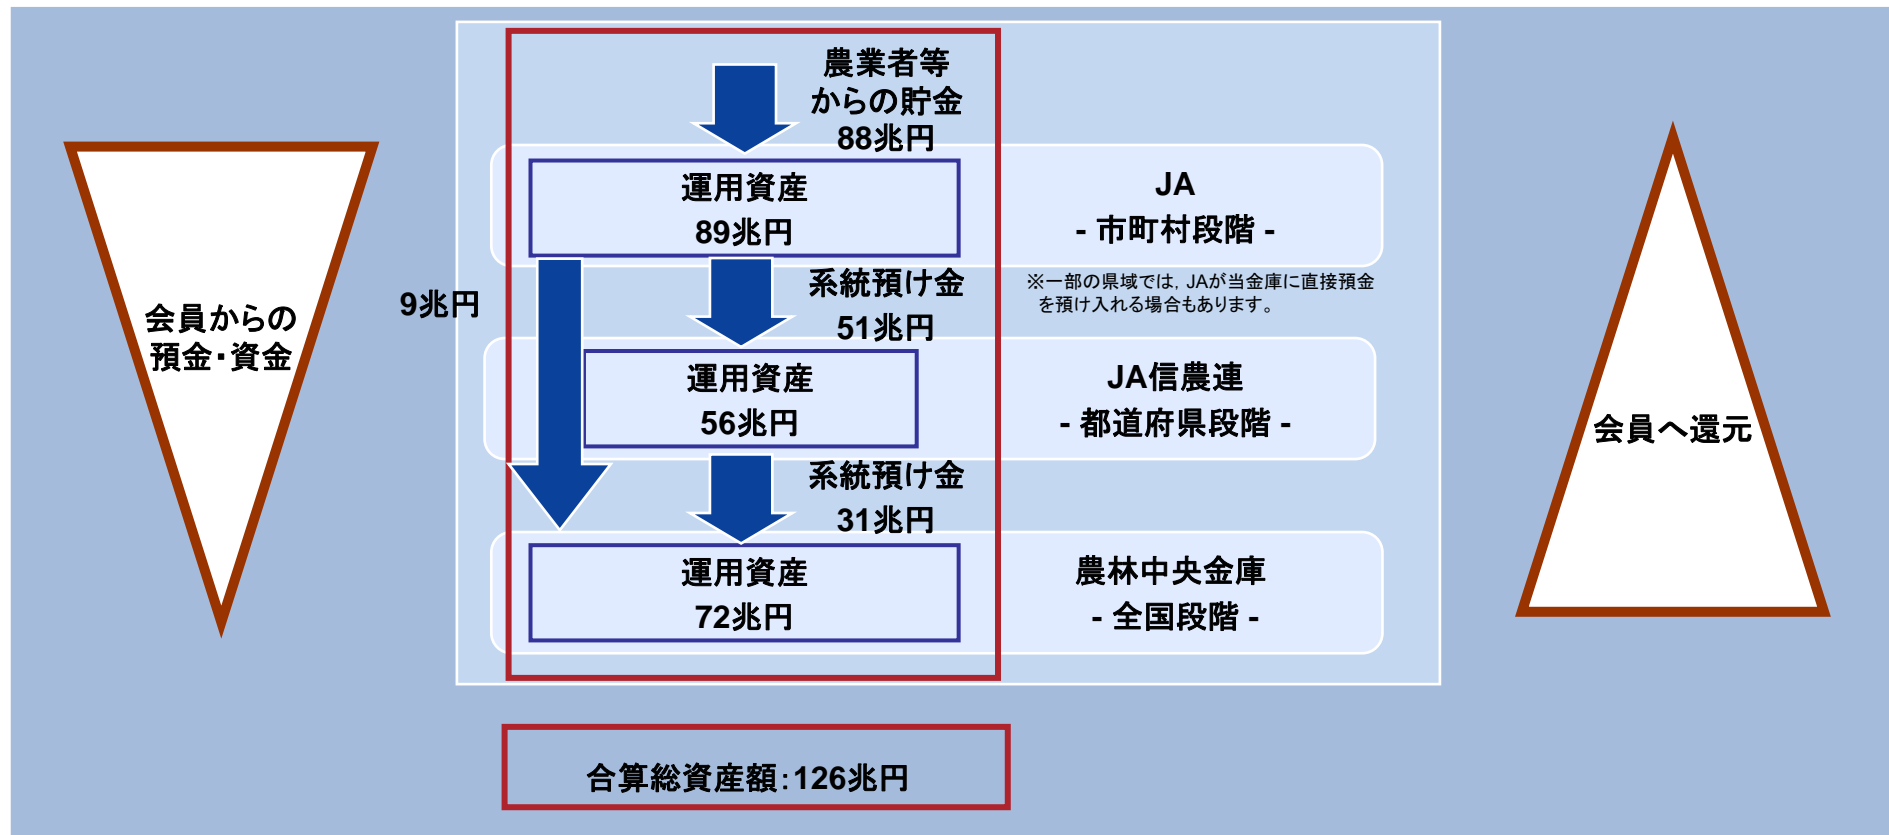 農業者等
からの貯金
88兆円
運用資産
89兆円
JA
- 市町村段階 -
9兆円
系統預け金
51兆円
※一部の県域では, JAが当金庫に直接預金
を預け入れる場合もあります。
会員からの
預金・資金
運用資産
56兆円
JA信農連
- 都道府県段階 -
会員へ還元
系統預け金
31兆円
運用資産
72兆円
農林中央金庫
- 全国段階 -
合算総資産額：126兆円